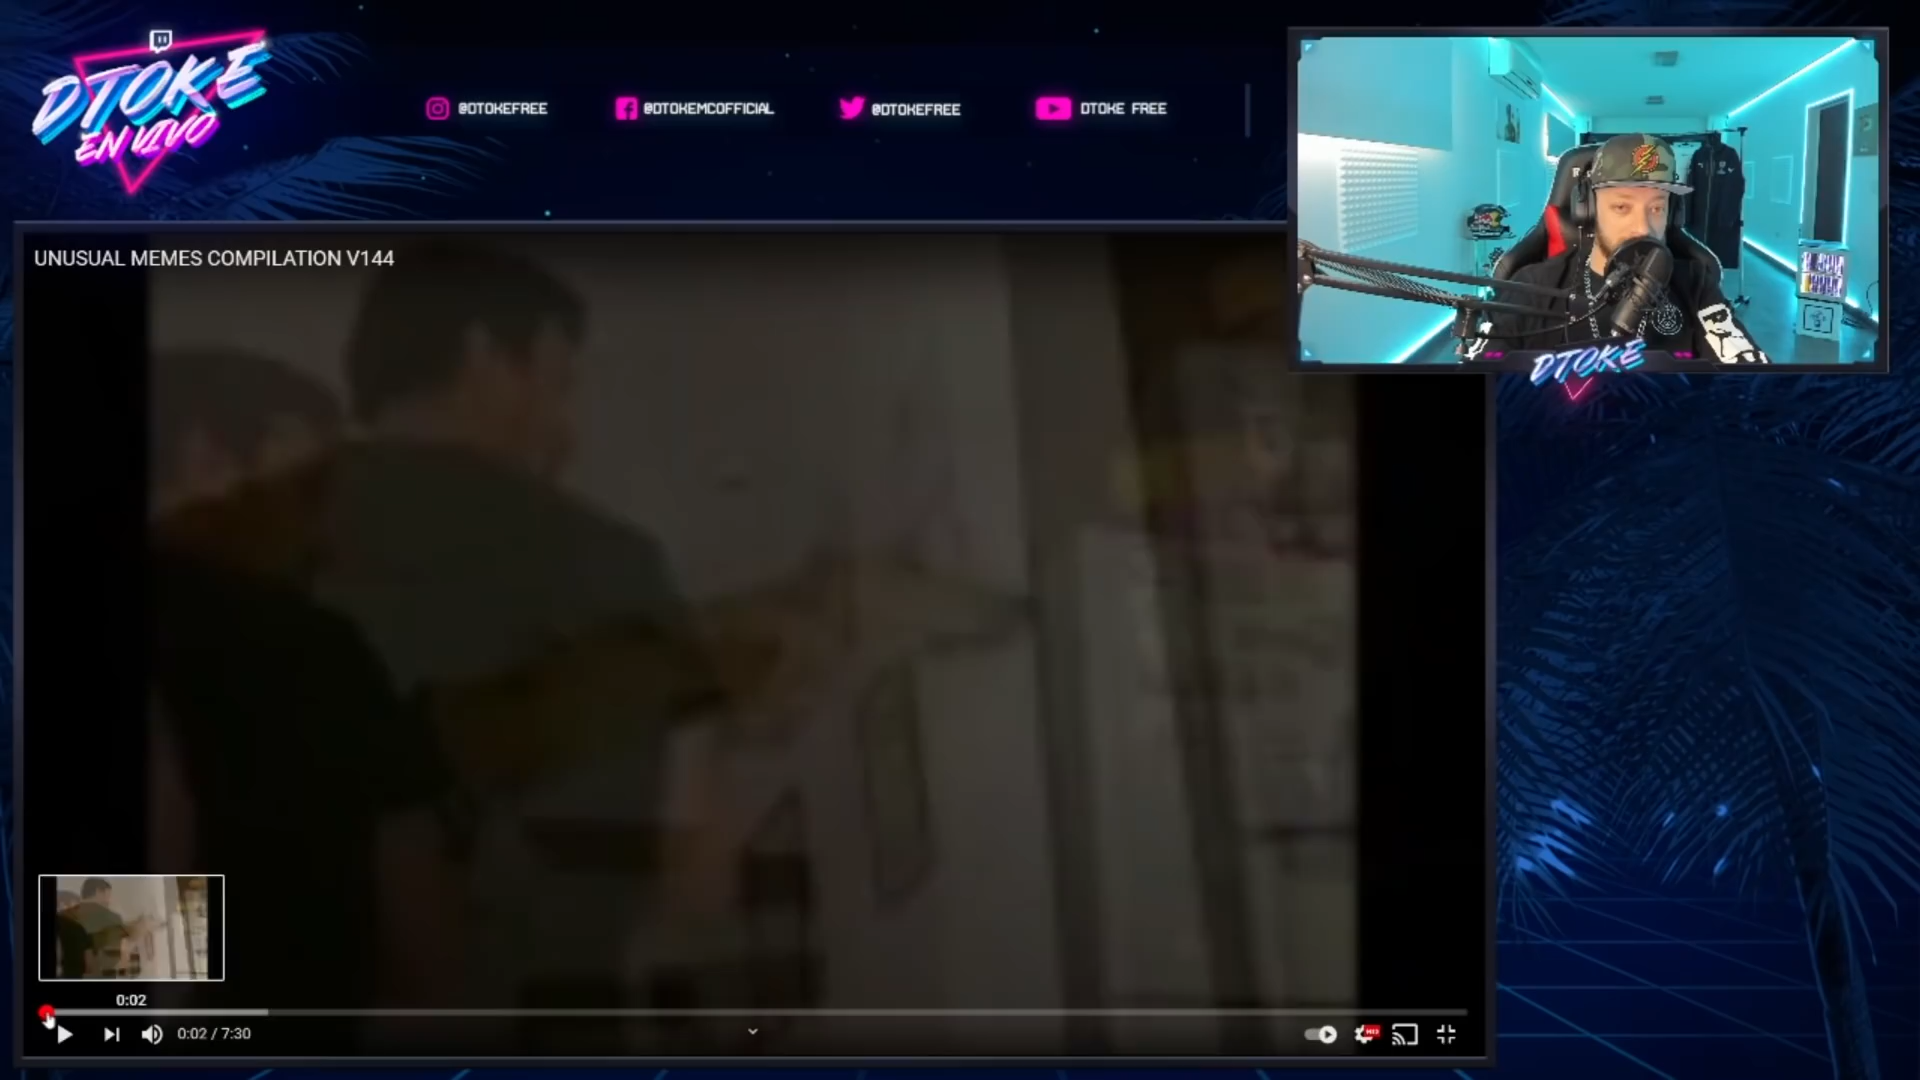 DTOKE
EN VIVO
@DTOKEFREE
@DTOKEMCOFFICIAL
@DTOKEFREE
DTOKE FREE
UNUSUAL MEMES COMPILATION V144
DTOKE
0:02
0:02 / 7:30
HD